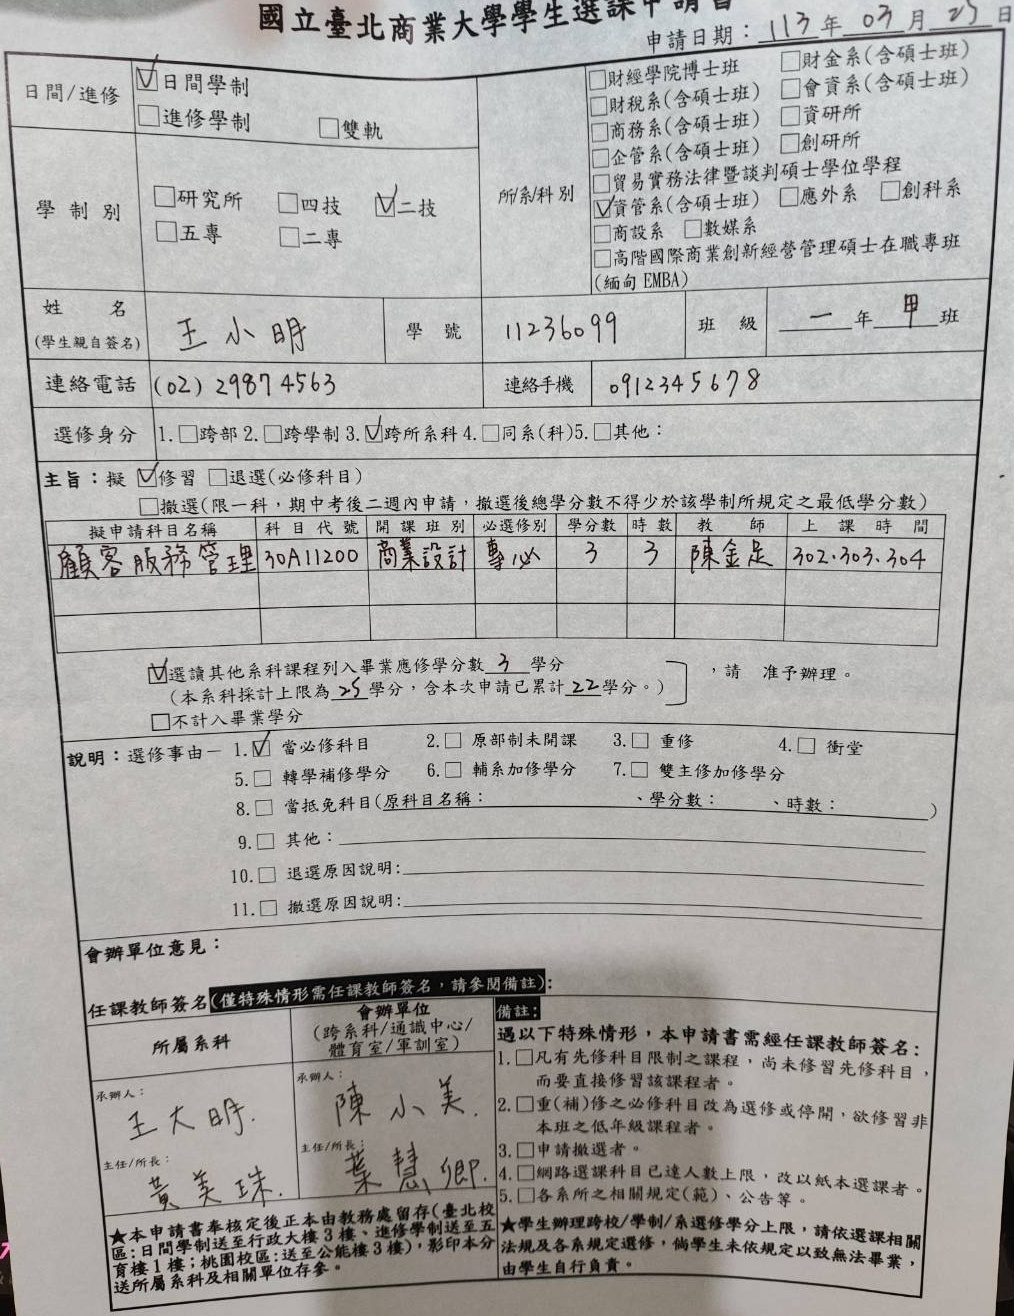 國立臺北商業大學學生選課申請書
申請日期：113年03月25日
日間/進修 ☑日間學制
☐進修學制 ☐雙軌
學制別 ☐研究所 ☐四技 ☑二技
☐五專 ☐二專
所/系/科別
☐財經學院博士班 ☐財金系(含碩士班)
☐財稅系(含碩士班) ☐會資系(含碩士班)
☐商務系(含碩士班) ☐資研所
☐企管系(含碩士班) ☐創研所
☐貿易實務法律暨談判碩士學位學程
☑資管系(含碩士班) ☐應外系 ☐創科系
☐商設系 ☐數媒系
☐高階國際商業創新經營管理碩士在職專班
(緬甸 EMBA)
姓名 王小明 學號 11236099 班級 一年甲班
(學生親自簽名)
連絡電話 (02) 29874563 連絡手機 0912345678
選修身分 1.☐跨部 2.☐跨學制 3.☑跨所系科 4.☐同系(科)5.☐其他：
主旨：擬 ☑修習 ☐退選(必修科目)
☐撤選(限一科，期中考後二週內申請，撤選後總學分數不得少於該學制所規定之最低學分數)
擬申請科目名稱 科目代號 開課班別 必選修別 學分數 時數 教師 上課時間
顧客服務管理 30A11200 商業設計 專必 3 3 陳金足 302.303.304
☑選讀其他系科課程列入畢業應修學分數 3 學分
(本系科採計上限為 25 學分，含本次申請已累計 22 學分。) ，請 准予辦理。
☐不計入畢業學分
說明：選修事由－ 1.☑ 當必修科目 2.☐ 原部制未開課 3.☐ 重修 4.☐ 衝堂
5.☐ 轉學補修學分 6.☐ 輔系加修學分 7.☐ 雙主修加修學分
8.☐ 當抵免科目(原科目名稱： 、學分數： 、時數： )
9.☐ 其他：
10.☐ 退選原因說明:
11.☐ 撤選原因說明:
會辦單位意見：
任課教師簽名(僅特殊情形需任課教師簽名，請參閱備註)：
所屬系科
會辦單位
(跨系科/通識中心/
體育室/軍訓室)
承辦人：
王大明.
主任/所長：
黃美珠.
承辦人：
陳小美.
主任/所長：
葉慧卿.
備註:
遇以下特殊情形，本申請書需經任課教師簽名:
1.☐凡有先修科目限制之課程，尚未修習先修科目，
而要直接修習該課程者。
2.☐重(補)修之必修科目改為選修或停開，欲修習非
本班之低年級課程者。
3.☐申請撤選者。
4.☐網路選課科目已達人數上限，改以紙本選課者。
5.☐各系所之相關規定(範)、公告等。
★本申請書奉核定後正本由教務處留存(臺北校
區:日間學制送至行政大樓3樓、進修學制送至五
育樓1樓；桃園校區:送至公能樓3樓)，影印本分
送所屬系科及相關單位存參。
★學生辦理跨校/學制/系選修學分上限，請依選課相關
法規及各系規定選修，倘學生未依規定以致無法畢業，
由學生自行負責。